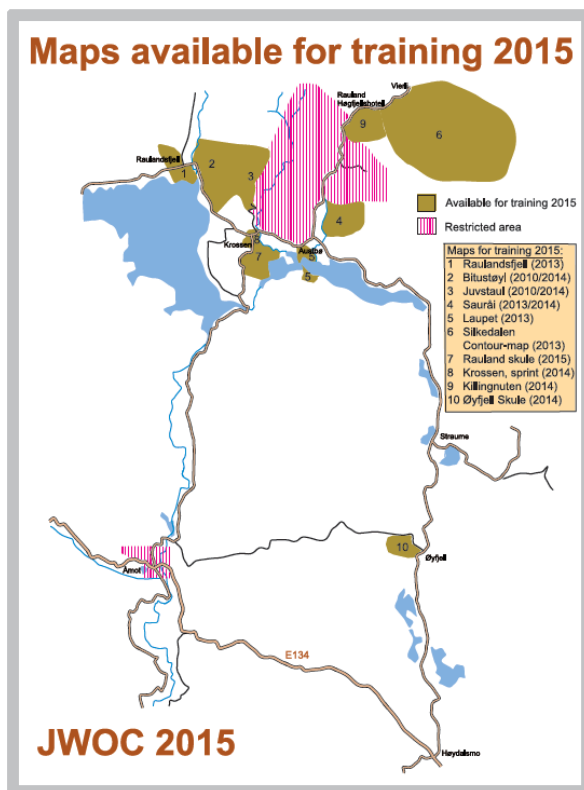 Maps available for training 2015
Vierli
Rauland
Høgfjellshotell
9
6
Raulandsfjell
1
2
3
4
Available for training 2015
Restricted area
Krossen
8
7
Austbø
5
5
Maps for training 2015:
1 Raulandsfjell (2013)
2 Bitustøyl (2010/2014)
3 Juvstaul (2010/2014)
4 Sauråi (2013/2014)
5 Laupet (2013)
6 Silkedalen
Contour-map (2013)
7 Rauland skule (2015)
8 Krossen, sprint (2014)
9 Killingnuten (2014)
10 Øyfjell Skule (2014)
Straume
10
Øyfjell
Åmot
E134
JWOC 2015
Høydalsmo